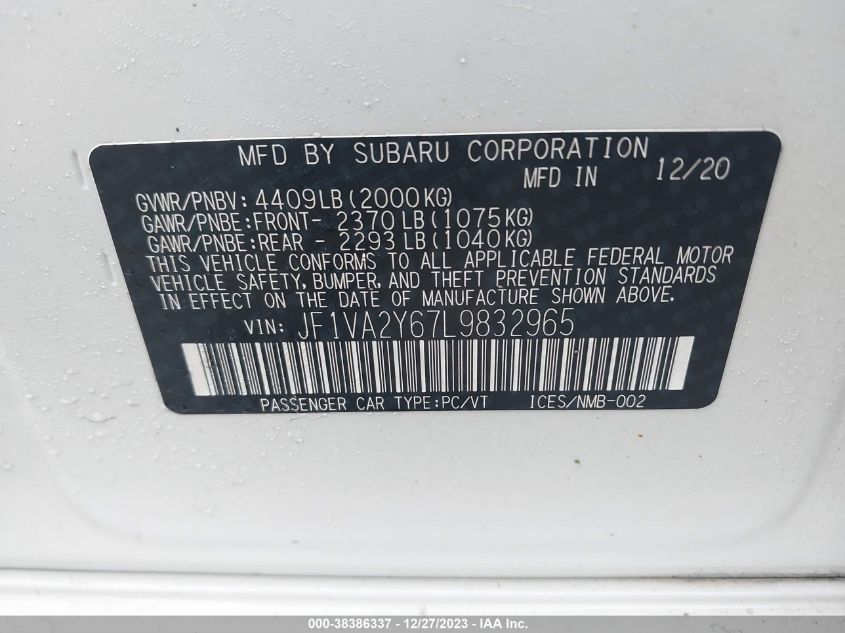 MFD BY SUBARU CORPORATION
MFD IN 12/20
GVWR/PNBV: 4409LB(2000KG)
GAWR/PNBE:FRONT- 2370LB(1075KG)
GAWR/PNBE:REAR - 2293LB(1040KG)
THIS VEHICLE CONFORMS TO ALL APPLICABLE FEDERAL MOTOR
VEHICLE SAFETY, BUMPER, AND THEFT PREVENTION STANDARDS
IN EFFECT ON THE DATE OF MANUFACTURE SHOWN ABOVE.
VIN: JF1VA2Y67L9832965
PASSENGER CAR TYPE:PC/VT ICES/NMB-002
000-38386337 - 12/27/2023 - IAA Inc.